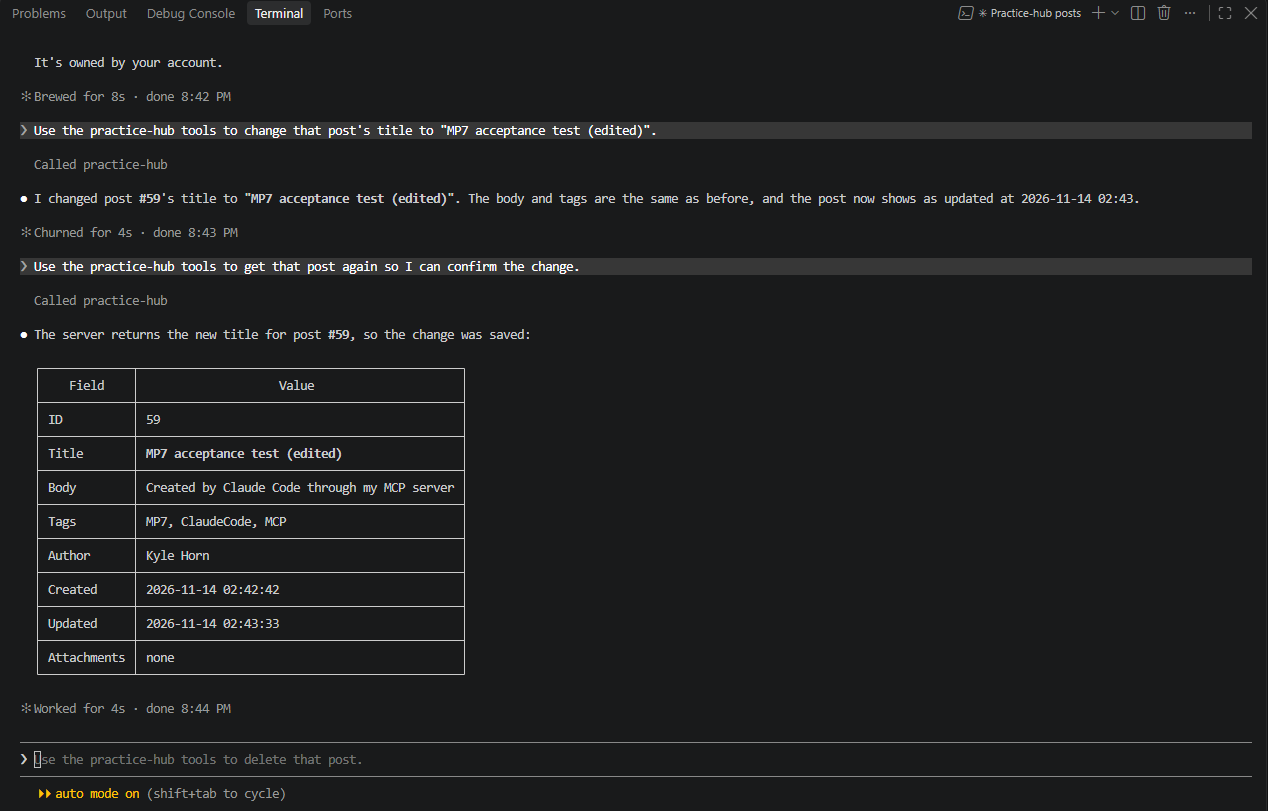 Problems Output Debug Console Terminal Ports Practice-hub posts
It's owned by your account.
Brewed for 8s · done 8:42 PM
❯ Use the practice-hub tools to change that post's title to "MP7 acceptance test (edited)".
Called practice-hub
● I changed post #59's title to "MP7 acceptance test (edited)". The body and tags are the same as before, and the post now shows as updated at 2026-11-14 02:43.
Churned for 4s · done 8:43 PM
❯ Use the practice-hub tools to get that post again so I can confirm the change.
Called practice-hub
● The server returns the new title for post #59, so the change was saved:
Field Value
ID 59
Title MP7 acceptance test (edited)
Body Created by Claude Code through my MCP server
Tags MP7, ClaudeCode, MCP
Author Kyle Horn
Created 2026-11-14 02:42:42
Updated 2026-11-14 02:43:33
Attachments none
Worked for 4s · done 8:44 PM
❯ Use the practice-hub tools to delete that post.
auto mode on (shift+tab to cycle)